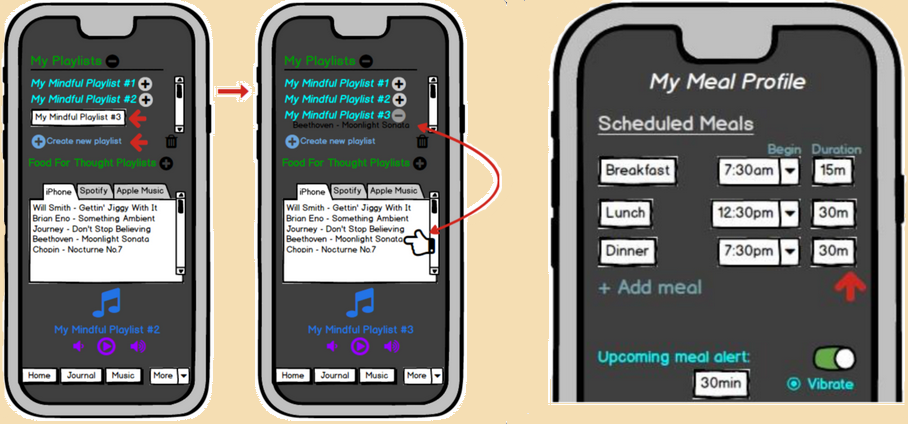 My Playlists
My Mindful Playlist #1
My Mindful Playlist #2
My Mindful Playlist #3
Create new playlist
Food For Thought Playlists
iPhone Spotify Apple Music
Will Smith - Gettin' Jiggy With It
Brian Eno - Something Ambient
Journey - Don't Stop Believing
Beethoven - Moonlight Sonata
Chopin - Nocturne No.7
My Mindful Playlist #2
Home Journal Music More
My Playlists
My Mindful Playlist #1
My Mindful Playlist #2
My Mindful Playlist #3
Beethoven - Moonlight Sonata
Create new playlist
Food For Thought Playlists
iPhone Spotify Apple Music
Will Smith - Gettin' Jiggy With It
Brian Eno - Something Ambient
Journey - Don't Stop Believing
Beethoven - Moonlight Sonata
Chopin - Nocturne No.7
My Mindful Playlist #3
Home Journal Music More
My Meal Profile
Scheduled Meals
Begin Duration
Breakfast 7:30am 15m
Lunch 12:30pm 30m
Dinner 7:30pm 30m
+ Add meal
Upcoming meal alert:
30min Vibrate